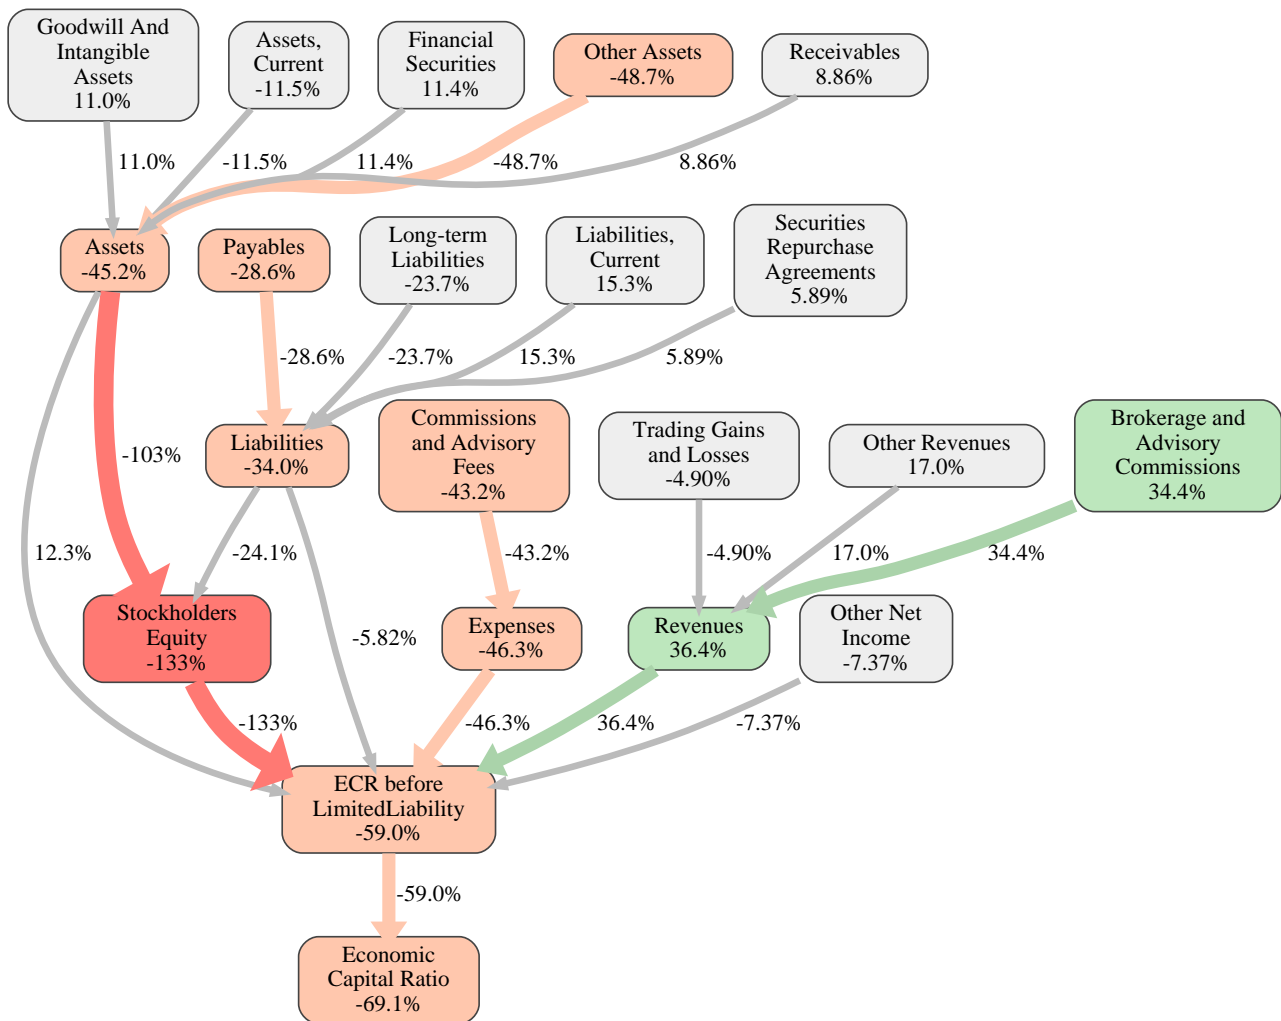 Goodwill And
Intangible
Assets
11.0%
Assets,
Current
-11.5%
Financial
Securities
11.4%
Other Assets
-48.7%
Receivables
8.86%
11.0%
-11.5%
11.4%
-48.7%
8.86%
Assets
-45.2%
Payables
-28.6%
Long-term
Liabilities
-23.7%
Liabilities,
Current
15.3%
Securities
Repurchase
Agreements
5.89%
-28.6%
-23.7%
15.3%
5.89%
-103%
Liabilities
-34.0%
Commissions
and Advisory
Fees
-43.2%
Trading Gains
and Losses
-4.90%
Other Revenues
17.0%
Brokerage and
Advisory
Commissions
34.4%
12.3%
-24.1%
-5.82%
-43.2%
-4.90%
17.0%
34.4%
Stockholders
Equity
-133%
Expenses
-46.3%
Revenues
36.4%
Other Net
Income
-7.37%
-133%
-46.3%
36.4%
-7.37%
ECR before
LimitedLiability
-59.0%
-59.0%
Economic
Capital Ratio
-69.1%